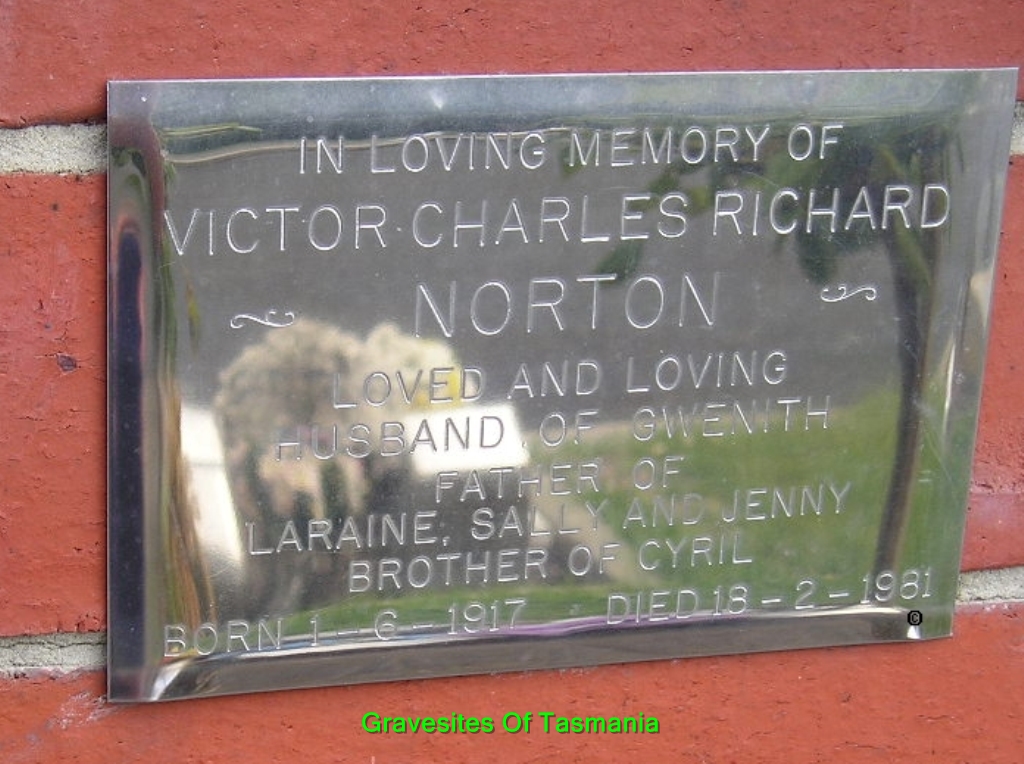 IN LOVING MEMORY OF
VICTOR CHARLES RICHARD
NORTON
LOVED AND LOVING
HUSBAND OF GWENITH
FATHER OF
LARAINE, SALLY AND JENNY
BROTHER OF CYRIL
BORN 1-6-1917 DIED 18-2-1981
©
Gravesites Of Tasmania